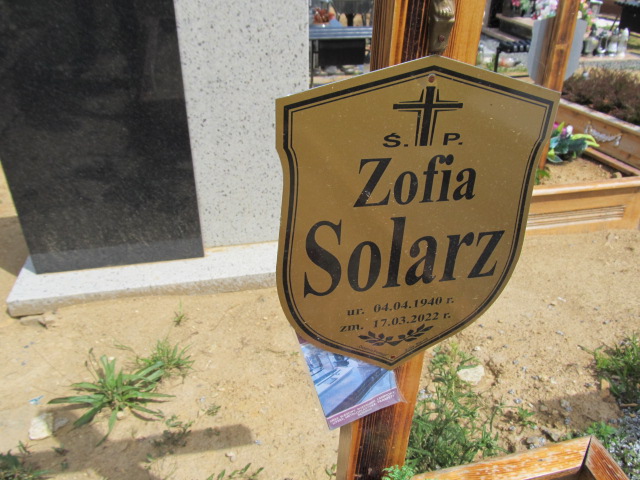 Ś. P.
Zofia
Solarz
ur. 04.04.1940 r.
zm. 17.03.2022 r.